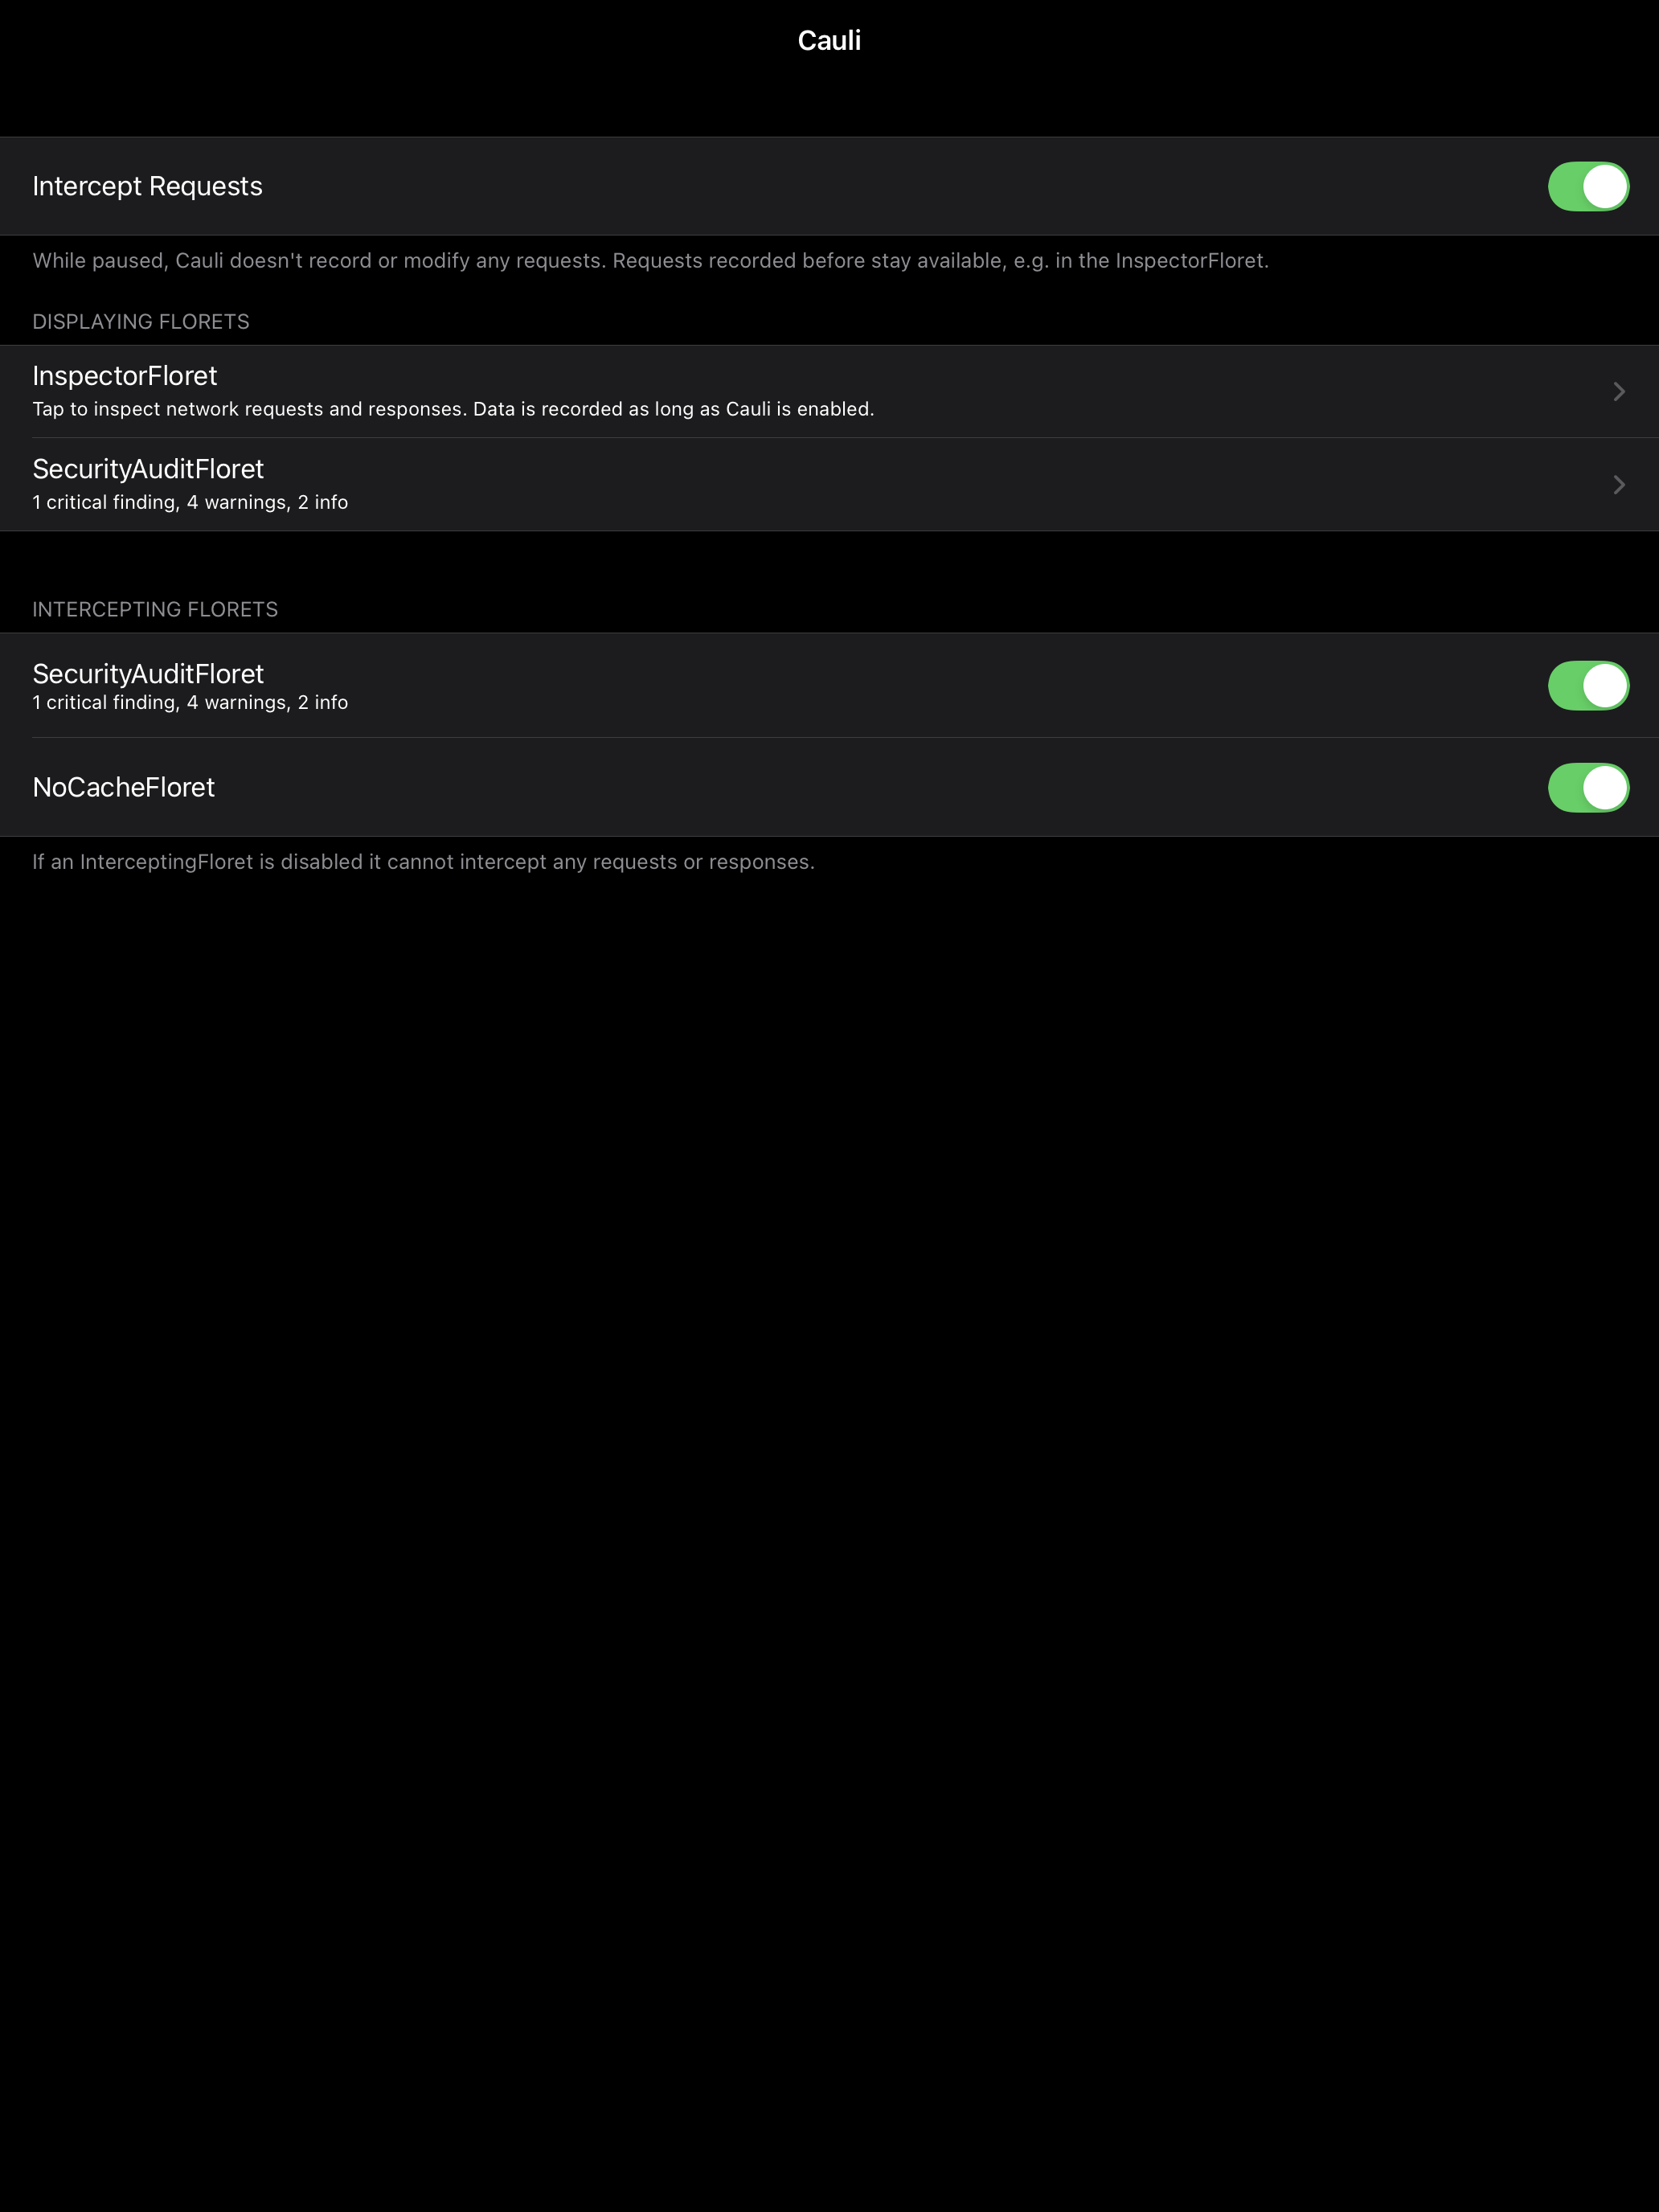 Cauli
Intercept Requests
While paused, Cauli doesn't record or modify any requests. Requests recorded before stay available, e.g. in the InspectorFloret.
DISPLAYING FLORETS
InspectorFloret
Tap to inspect network requests and responses. Data is recorded as long as Cauli is enabled.
SecurityAuditFloret
1 critical finding, 4 warnings, 2 info
INTERCEPTING FLORETS
SecurityAuditFloret
1 critical finding, 4 warnings, 2 info
NoCacheFloret
If an InterceptingFloret is disabled it cannot intercept any requests or responses.